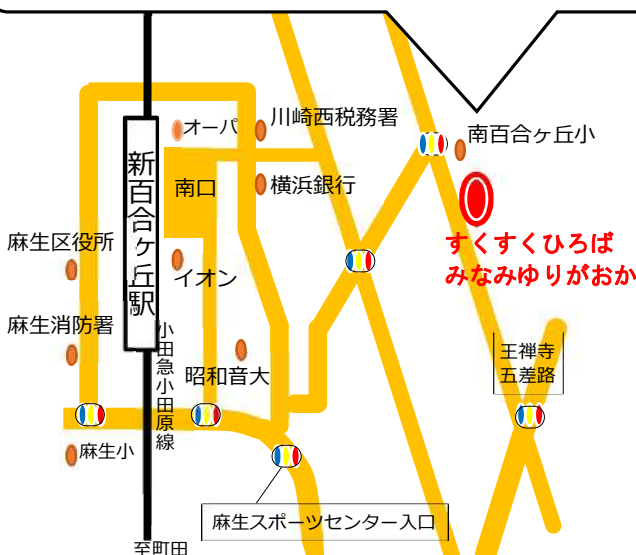 オーパ
川崎西税務署
南百合ヶ丘小
新百合ヶ丘駅
南口
横浜銀行
すくすくひろば
みなみゆりがおか
麻生区役所
イオン
麻生消防署
小田急小田原線
昭和音大
王禅寺
五差路
麻生小
麻生スポーツセンター入口
至町田